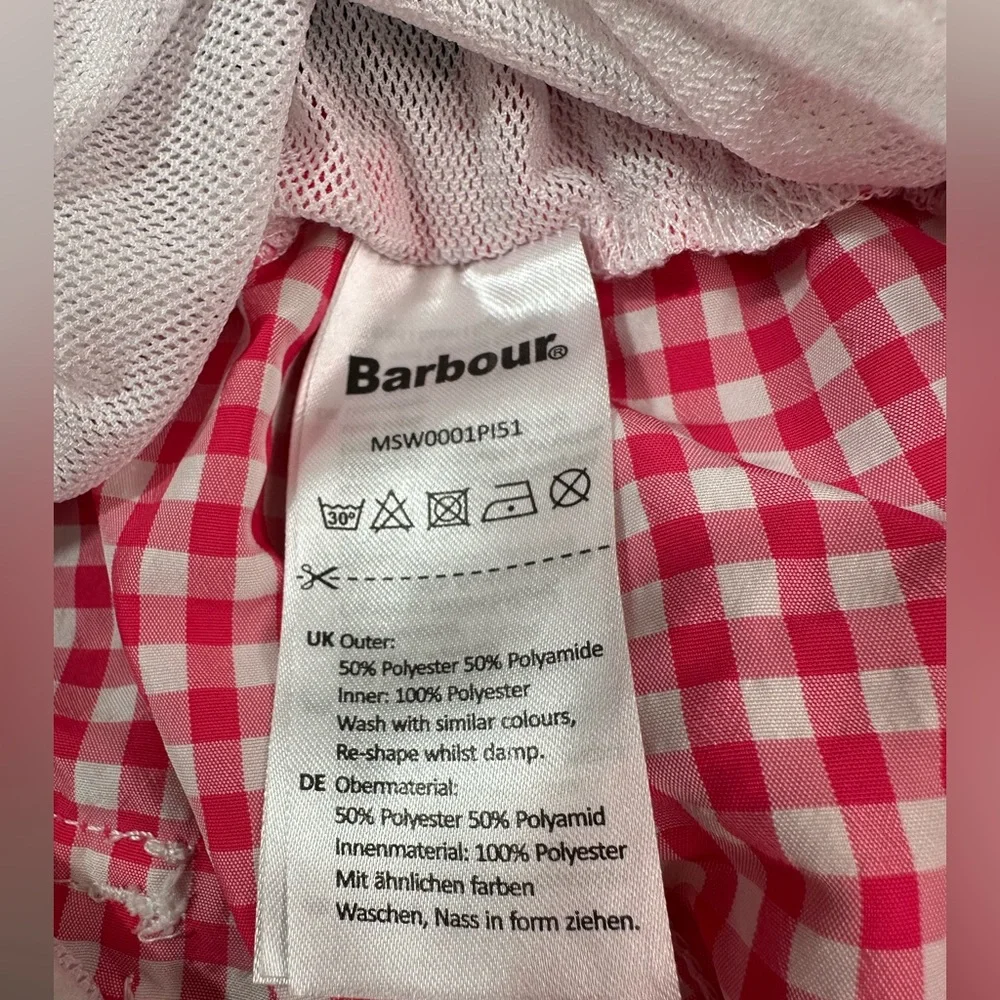 Barbour®
MSW0001PI51
30°
UK Outer:
50% Polyester 50% Polyamide
Inner: 100% Polyester
Wash with similar colours,
Re-shape whilst damp.
DE Obermaterial:
50% Polyester 50% Polyamid
Innenmaterial: 100% Polyester
Mit ähnlichen farben
Waschen, Nass in form ziehen.